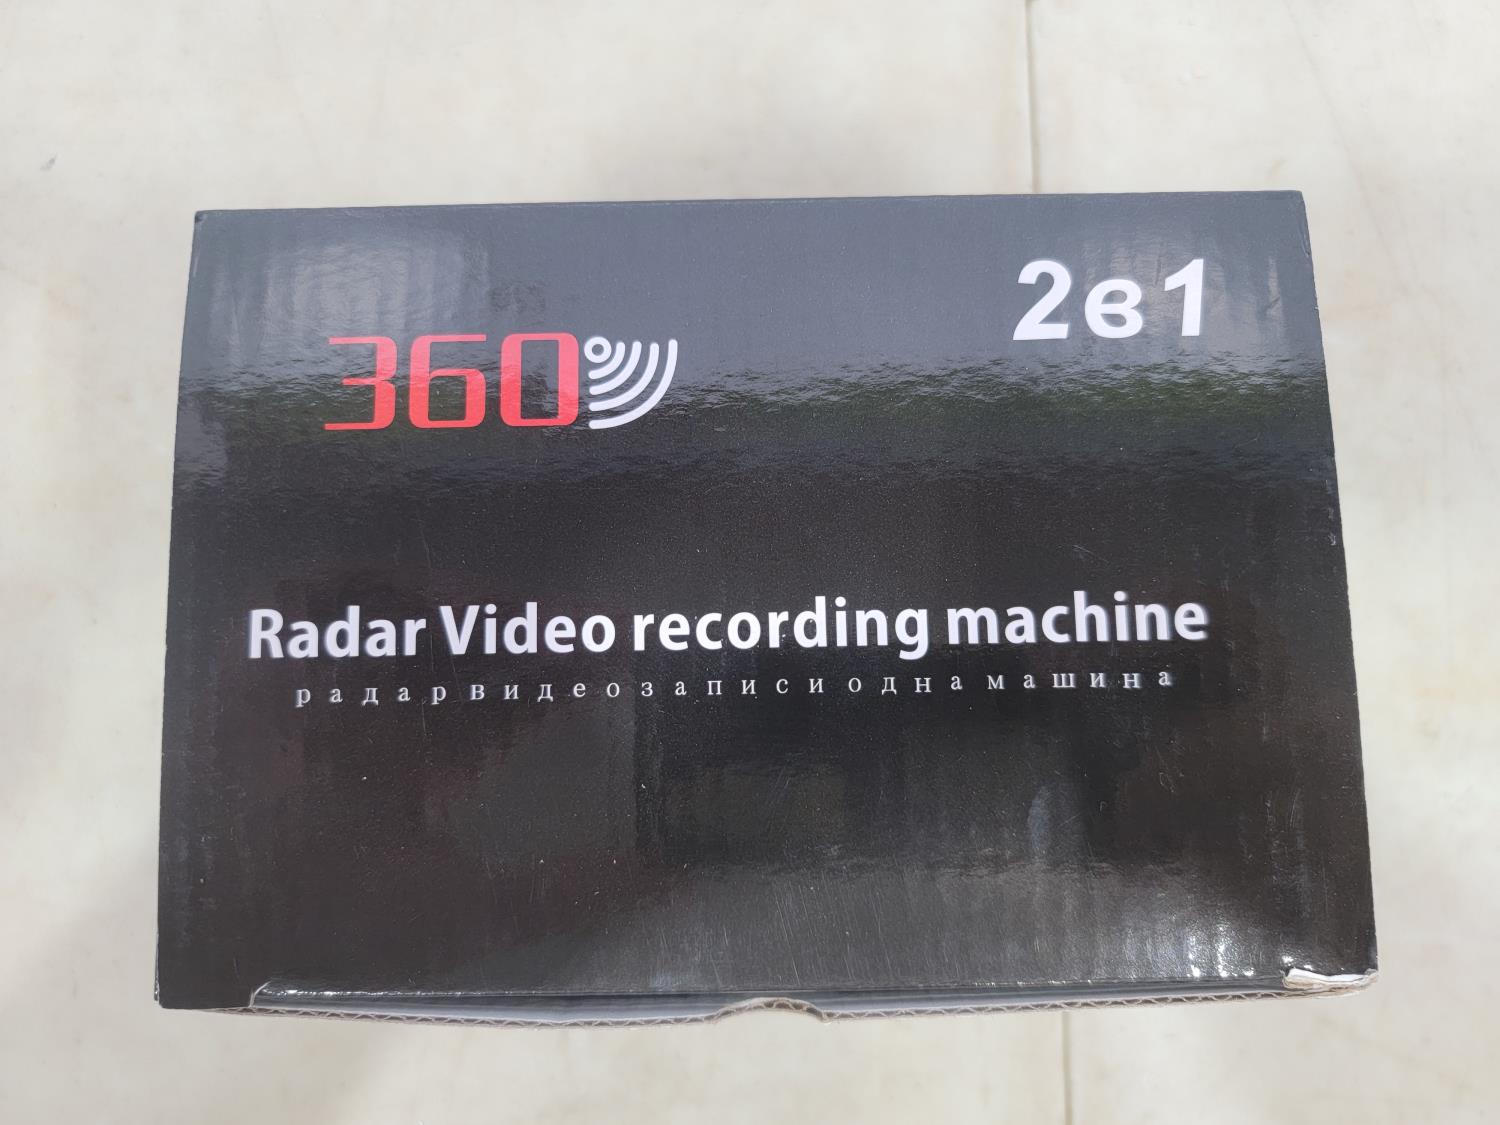 2в1
360
Radar Video recording machine
радарвидеозаписиоднамашина